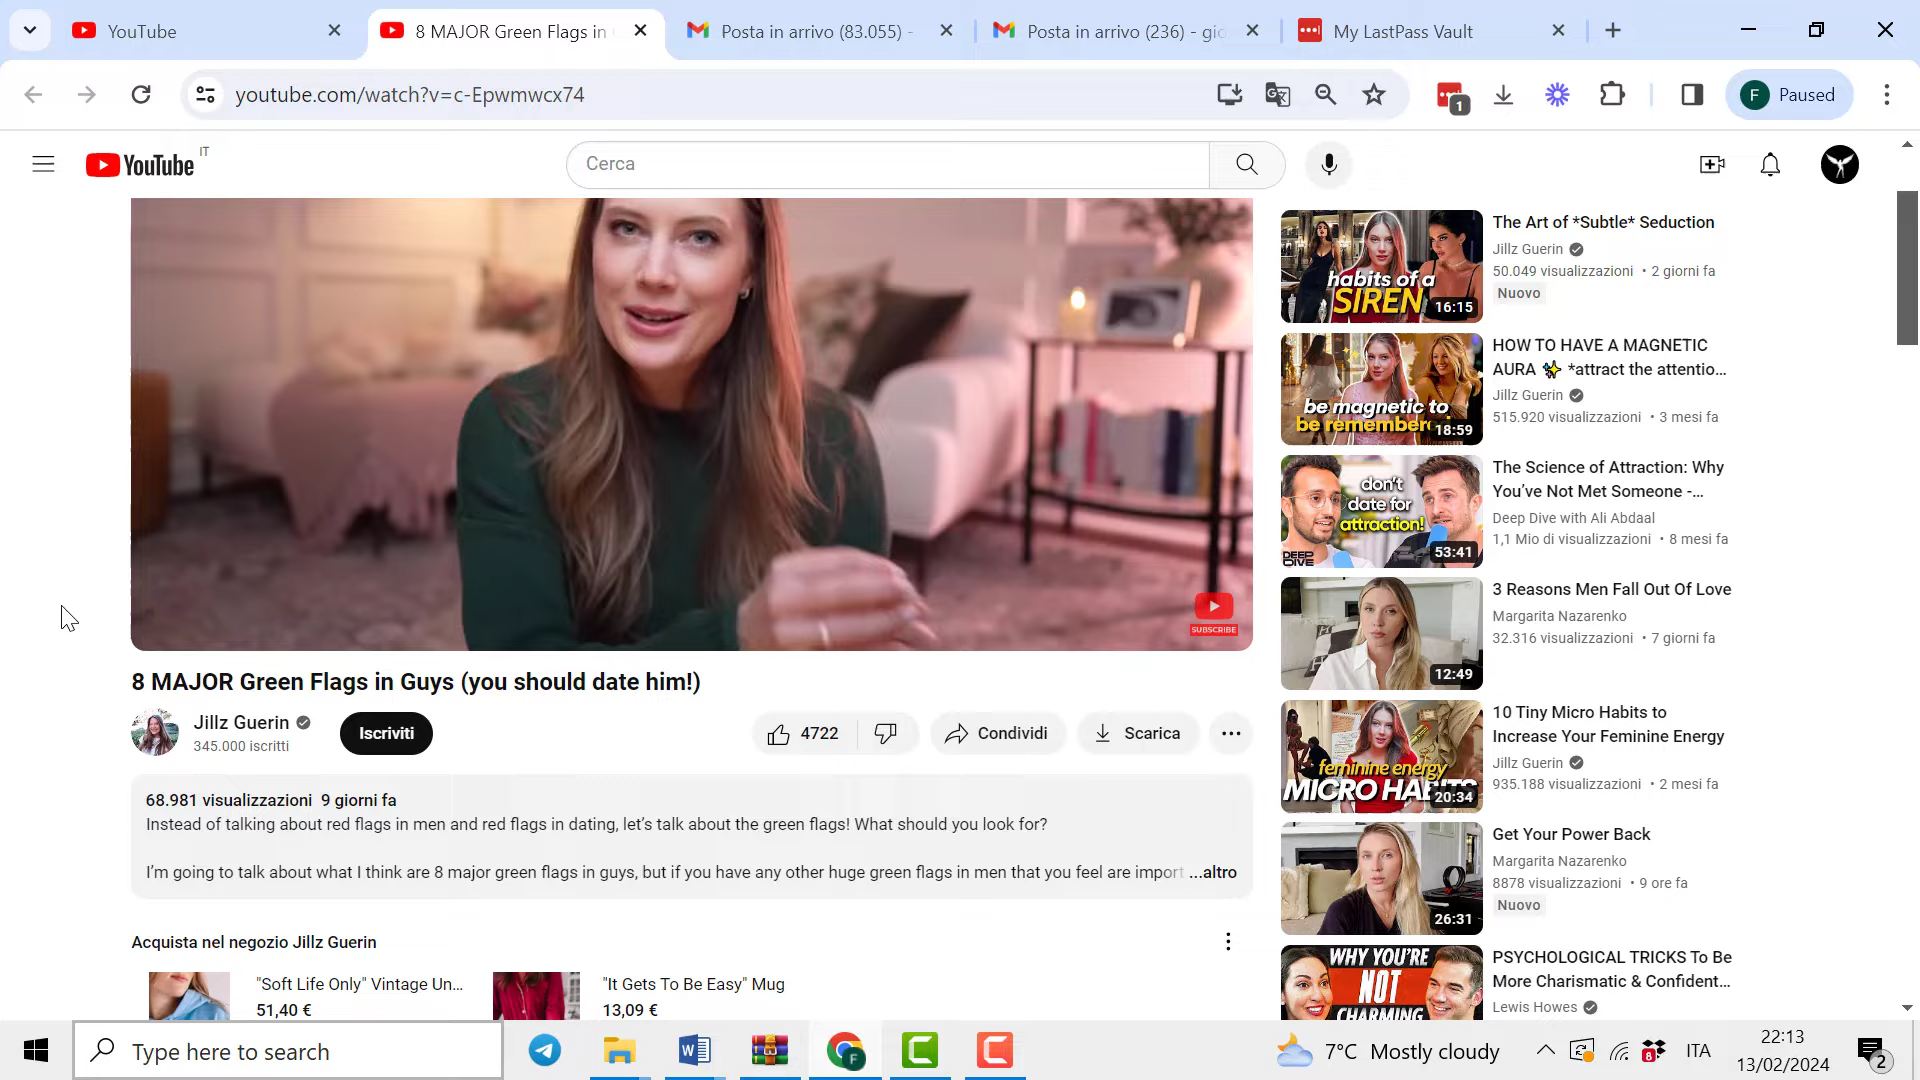 YouTube
8 MAJOR Green Flags in
Posta in arrivo (83.055) -
Posta in arrivo (236) - gio
My LastPass Vault
youtube.com/watch?v=c-Epwmwcx74
1
F Paused
YouTube IT
Cerca
SUBSCRIBE
8 MAJOR Green Flags in Guys (you should date him!)
Jillz Guerin
345.000 iscritti
Iscriviti
4722
Condividi
Scarica
68.981 visualizzazioni 9 giorni fa
Instead of talking about red flags in men and red flags in dating, let's talk about the green flags! What should you look for?
I'm going to talk about what I think are 8 major green flags in guys, but if you have any other huge green flags in men that you feel are import ...altro
Acquista nel negozio Jillz Guerin
"Soft Life Only" Vintage Un...
51,40 €
"It Gets To Be Easy" Mug
13,09 €
habits of a
SIREN
16:15
The Art of *Subtle* Seduction
Jillz Guerin
50.049 visualizzazioni • 2 giorni fa
Nuovo
be magnetic to
be remember
18:59
HOW TO HAVE A MAGNETIC
AURA ✨ *attract the attentio...
Jillz Guerin
515.920 visualizzazioni • 3 mesi fa
don't
date for
attraction!
DEEP
DIVE
53:41
The Science of Attraction: Why
You've Not Met Someone -...
Deep Dive with Ali Abdaal
1,1 Mio di visualizzazioni • 8 mesi fa
12:49
3 Reasons Men Fall Out Of Love
Margarita Nazarenko
32.316 visualizzazioni • 7 giorni fa
feminine energy
MICRO HABITS
20:34
10 Tiny Micro Habits to
Increase Your Feminine Energy
Jillz Guerin
935.188 visualizzazioni • 2 mesi fa
26:31
Get Your Power Back
Margarita Nazarenko
8878 visualizzazioni • 9 ore fa
Nuovo
WHY YOU'RE
NOT
CHARMING
PSYCHOLOGICAL TRICKS To Be
More Charismatic & Confident...
Lewis Howes
Type here to search
7°C Mostly cloudy
8
ITA
22:13
13/02/2024
2